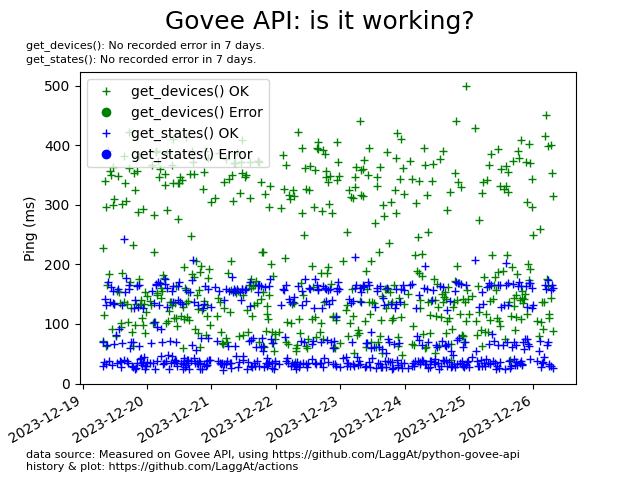 Govee API: is it working?
get_devices(): No recorded error in 7 days.
get_states(): No recorded error in 7 days.
500
400
300
200
100
0
Ping (ms)
get_devices() OK
get_devices() Error
get_states() OK
get_states() Error
2023-12-19
2023-12-20
2023-12-21
2023-12-22
2023-12-23
2023-12-24
2023-12-25
2023-12-26
data source: Measured on Govee API, using https://github.com/LaggAt/python-govee-api
history & plot: https://github.com/LaggAt/actions